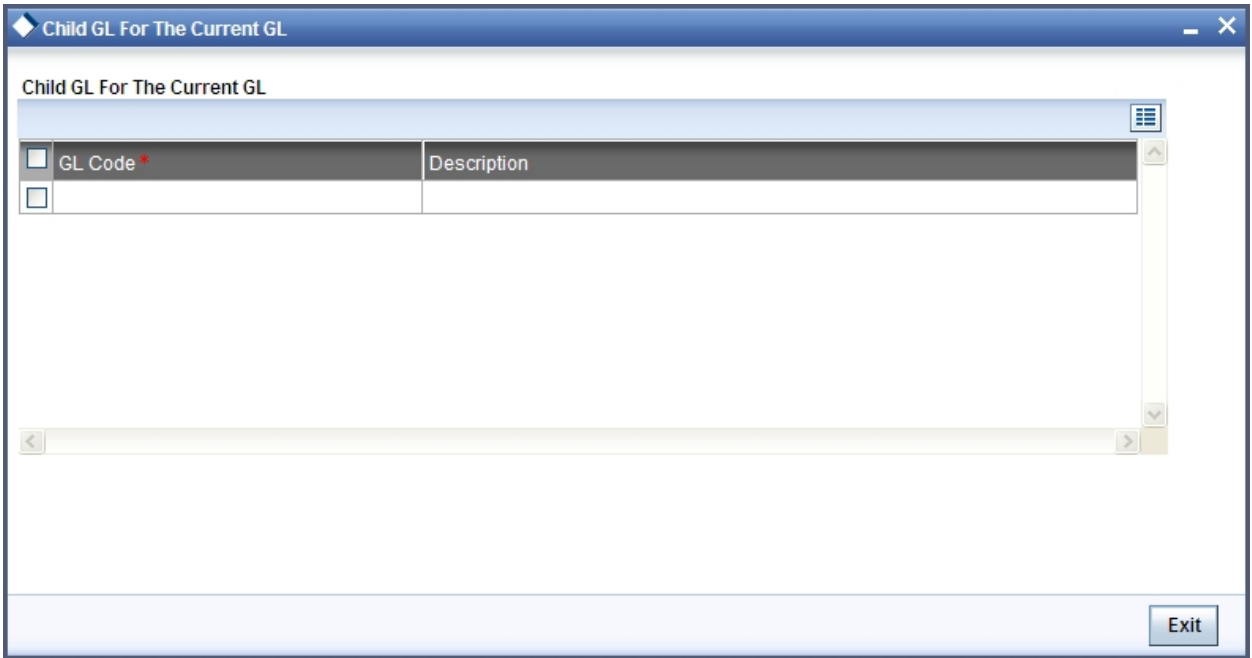 Child GL For The Current GL
Child GL For The Current GL
GL Code * Description
Exit